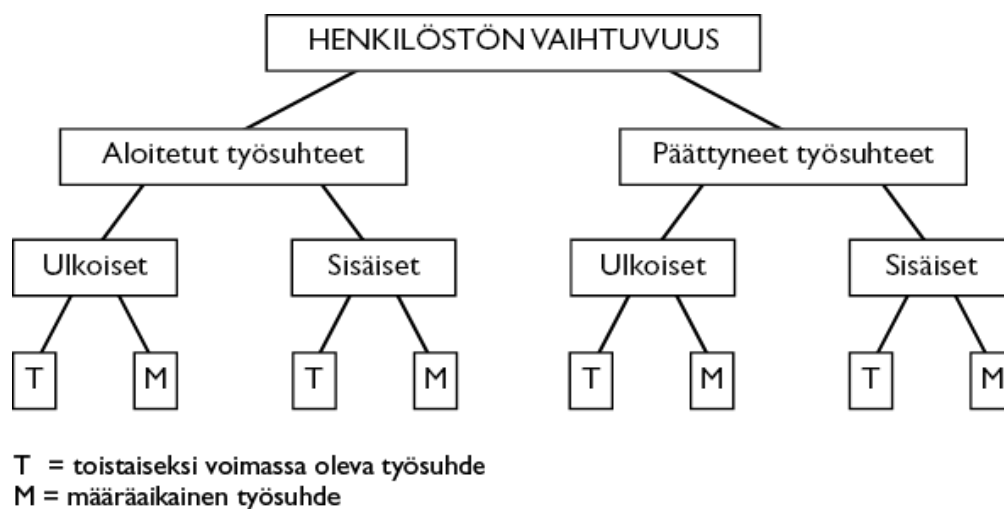 HENKILÖSTÖN VAIHTUVUUS
Aloitetut työsuhteet Päättyneet työsuhteet
Ulkoiset Sisäiset Ulkoiset Sisäiset
T M T M T M T M
T = toistaiseksi voimassa oleva työsuhde
M = määräaikainen työsuhde